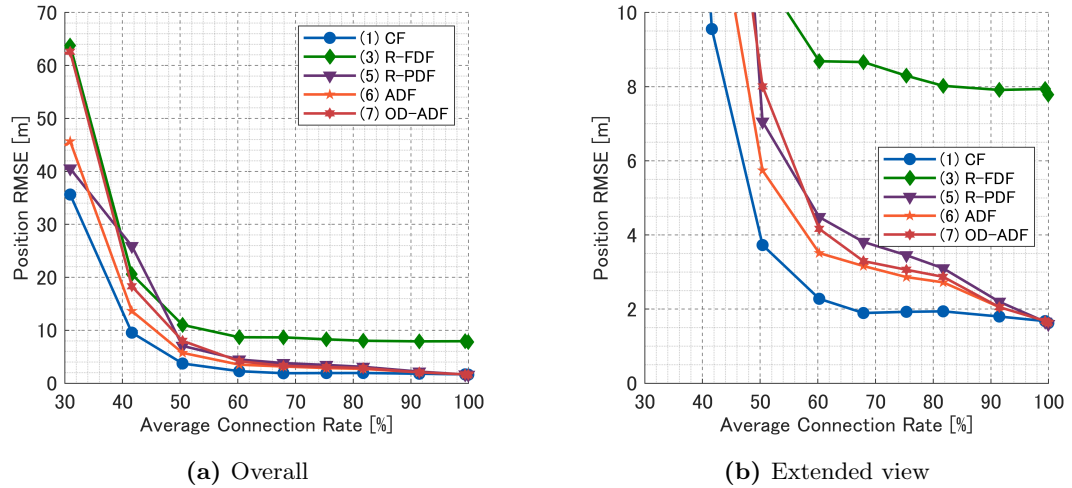 70
60
50
40
30
20
10
0
Position RMSE [m]
(1) CF
(3) R-FDF
(5) R-PDF
(6) ADF
(7) OD-ADF
30 40 50 60 70 80 90 100
Average Connection Rate [%]
(a) Overall
10
8
6
4
2
0
Position RMSE [m]
(1) CF
(3) R-FDF
(5) R-PDF
(6) ADF
(7) OD-ADF
30 40 50 60 70 80 90 100
Average Connection Rate [%]
(b) Extended view